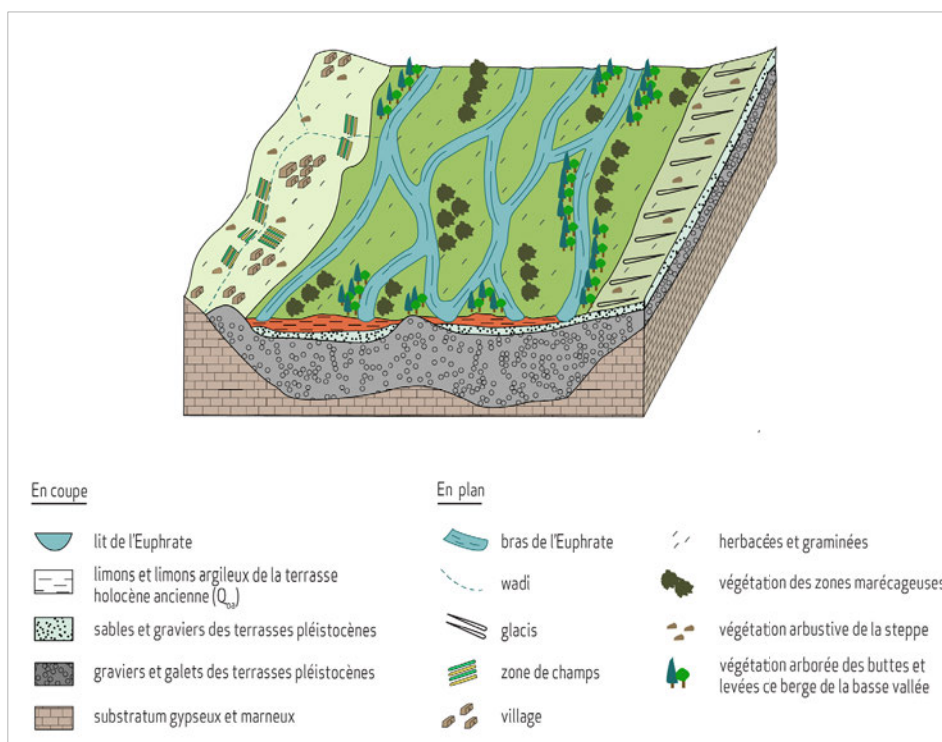 En coupe
lit de l'Euphrate
limons et limons argileux de la terrasse
holocène ancienne (Qoa)
sables et graviers des terrasses pléistocènes
graviers et galets des terrasses pléistocènes
substratum gypseux et marneux
En plan
bras de l'Euphrate
wadi
glacis
zone de champs
village
herbacées et graminées
végétation des zones marécageuses
végétation arbustive de la steppe
végétation arborée des buttes et
levées ce berge de la basse vallée